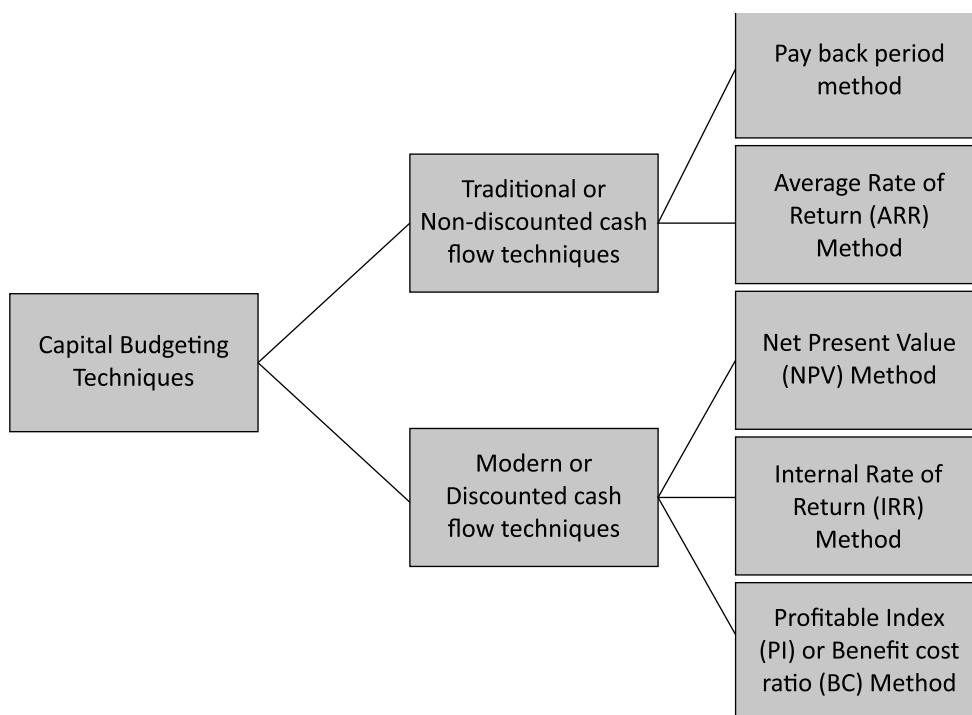 Capital Budgeting
Techniques
Traditional or
Non-discounted cash
flow techniques
Pay back period
method
Average Rate of
Return (ARR)
Method
Modern or
Discounted cash
flow techniques
Net Present Value
(NPV) Method
Internal Rate of
Return (IRR)
Method
Profitable Index
(PI) or Benefit cost
ratio (BC) Method